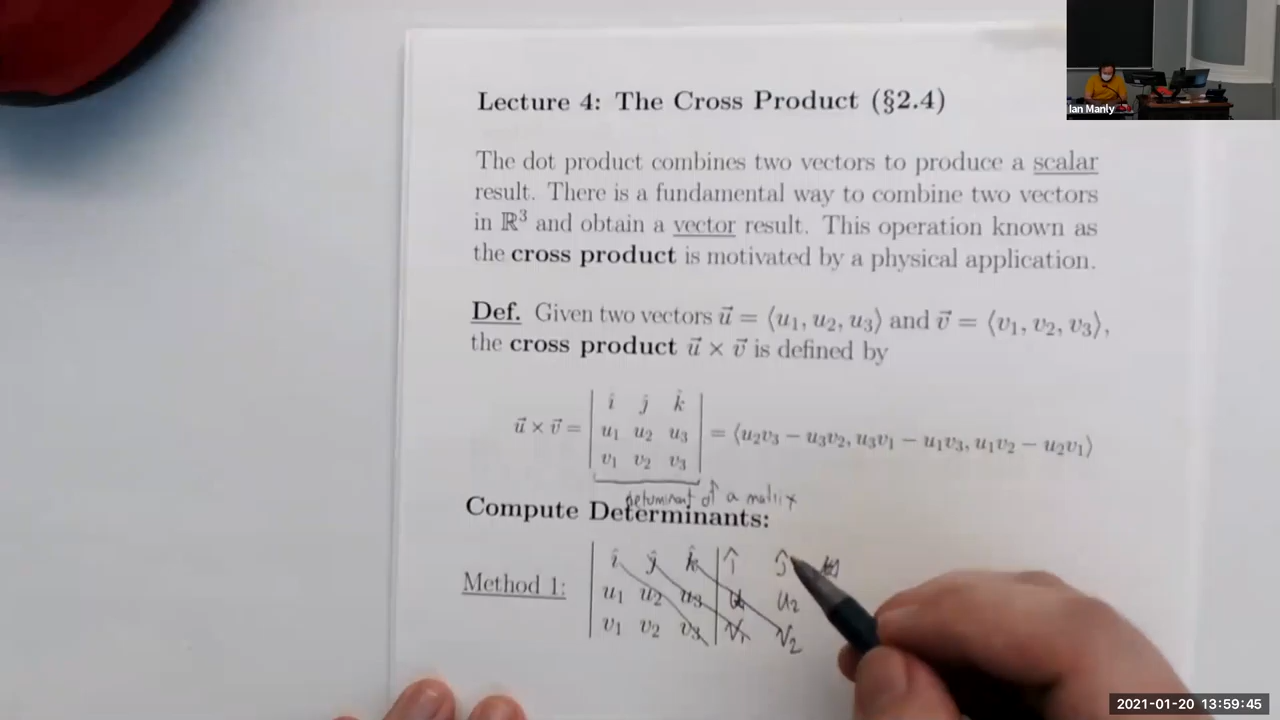 Lecture 4: The Cross Product (§2.4)
The dot product combines two vectors to produce a scalar
result. There is a fundamental way to combine two vectors
in ℝ³ and obtain a vector result. This operation known as
the cross product is motivated by a physical application.
Def. Given two vectors u⃗ = ⟨u₁, u₂, u₃⟩ and v⃗ = ⟨v₁, v₂, v₃⟩,
the cross product u⃗ × v⃗ is defined by
î ĵ k̂
u⃗ × v⃗ = | u₁ u₂ u₃ | = ⟨u₂v₃ − u₃v₂, u₃v₁ − u₁v₃, u₁v₂ − u₂v₁⟩
v₁ v₂ v₃
determinant of a matrix
Compute Determinants:
î ĵ k̂ | î ĵ
Method 1: u₁ u₂ u₃ | u₁ u₂
v₁ v₂ v₃ | v₁ v₂
Ian Manly
2021-01-20 13:59:45